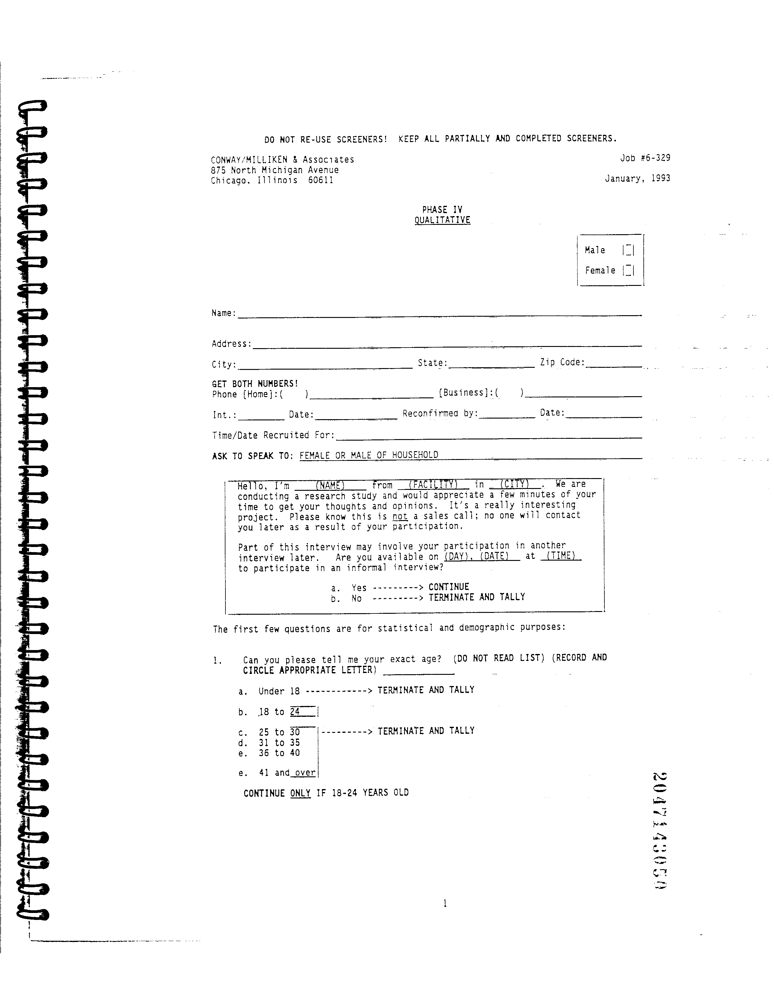 DO NOT RE-USE SCREENERS! KEEP ALL PARTIALLY AND COMPLETED SCREENERS.
CONWAY/MILLIKEN & Associates Job #6-329
875 North Michigan Avenue
Chicago, Illinois 60611 January, 1993
PHASE IV
QUALITATIVE
Male
Female
Name:
Address:
City: State: Zip Code:
GET BOTH NUMBERS!
Phone [Home]:( ) [Business]:( )
Int.: Date: Reconfirmed by: Date:
Time/Date Recruited For:
ASK TO SPEAK TO: FEMALE OR MALE OF HOUSEHOLD
Hello, I'm (NAME) from (FACILITY) in (CITY) . We are
conducting a research study and would appreciate a few minutes of your
time to get your thoughts and opinions. It's a really interesting
project. Please know this is not a sales call; no one will contact
you later as a result of your participation.
Part of this interview may involve your participation in another
interview later. Are you available on (DAY), (DATE) at (TIME)
to participate in an informal interview?
a. Yes ---------> CONTINUE
b. No ---------> TERMINATE AND TALLY
The first few questions are for statistical and demographic purposes:
1. Can you please tell me your exact age? (DO NOT READ LIST) (RECORD AND
CIRCLE APPROPRIATE LETTER)
a. Under 18 ------------> TERMINATE AND TALLY
b. 18 to 24
c. 25 to 30 ---------> TERMINATE AND TALLY
d. 31 to 35
e. 36 to 40
e. 41 and over
CONTINUE ONLY IF 18-24 YEARS OLD
2047143050
1